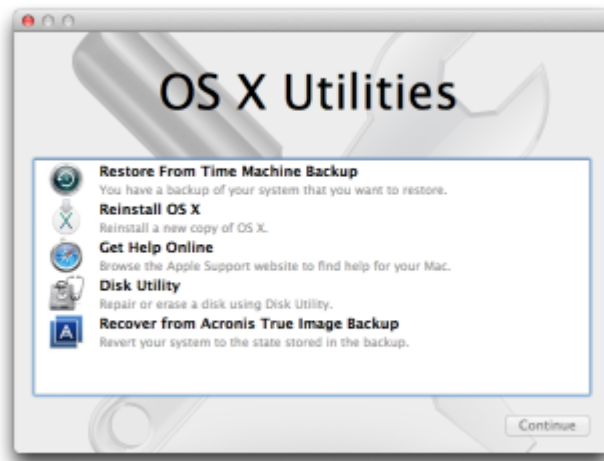 OS X Utilities
Restore From Time Machine Backup
You have a backup of your system that you want to restore.
Reinstall OS X
Reinstall a new copy of OS X.
Get Help Online
Browse the Apple Support website to find help for your Mac.
Disk Utility
Repair or erase a disk using Disk Utility.
Recover from Acronis True Image Backup
Revert your system to the state stored in the backup.
Continue